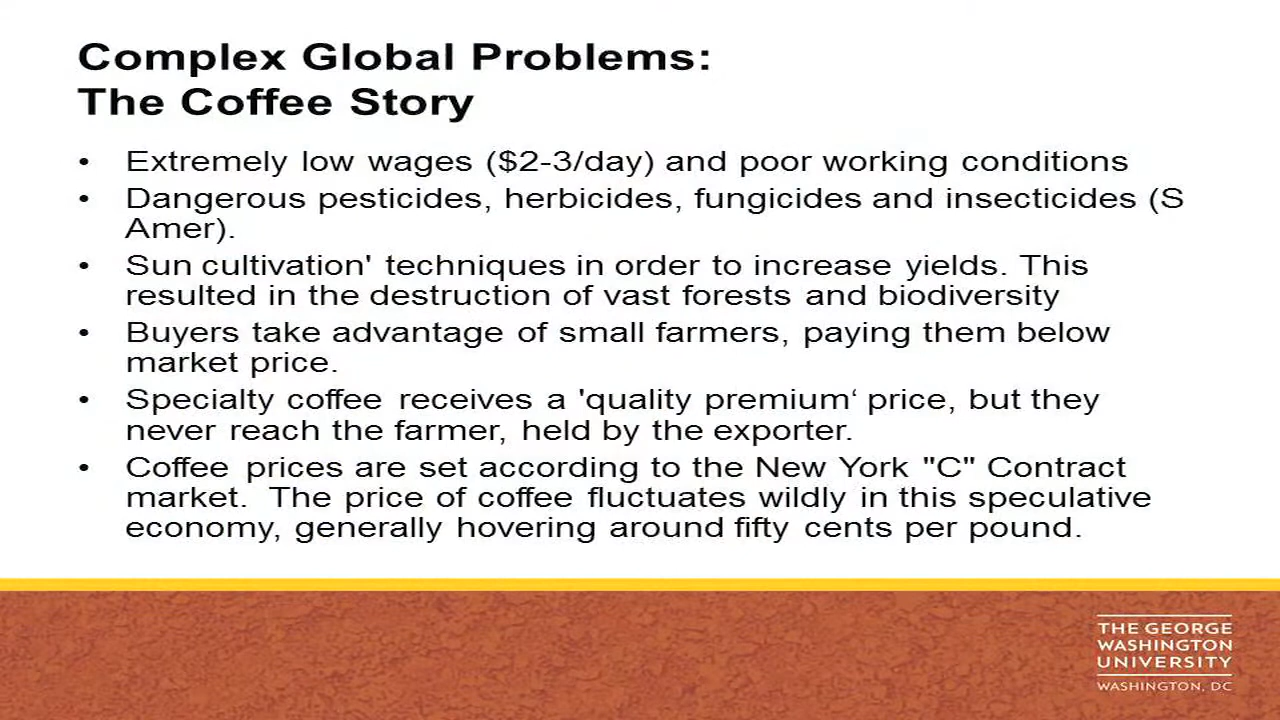 Complex Global Problems:
The Coffee Story
• Extremely low wages ($2-3/day) and poor working conditions
• Dangerous pesticides, herbicides, fungicides and insecticides (S
Amer).
• Sun cultivation' techniques in order to increase yields. This
resulted in the destruction of vast forests and biodiversity
• Buyers take advantage of small farmers, paying them below
market price.
• Specialty coffee receives a 'quality premium‘ price, but they
never reach the farmer, held by the exporter.
• Coffee prices are set according to the New York "C" Contract
market. The price of coffee fluctuates wildly in this speculative
economy, generally hovering around fifty cents per pound.
THE GEORGE
WASHINGTON
UNIVERSITY
WASHINGTON, DC